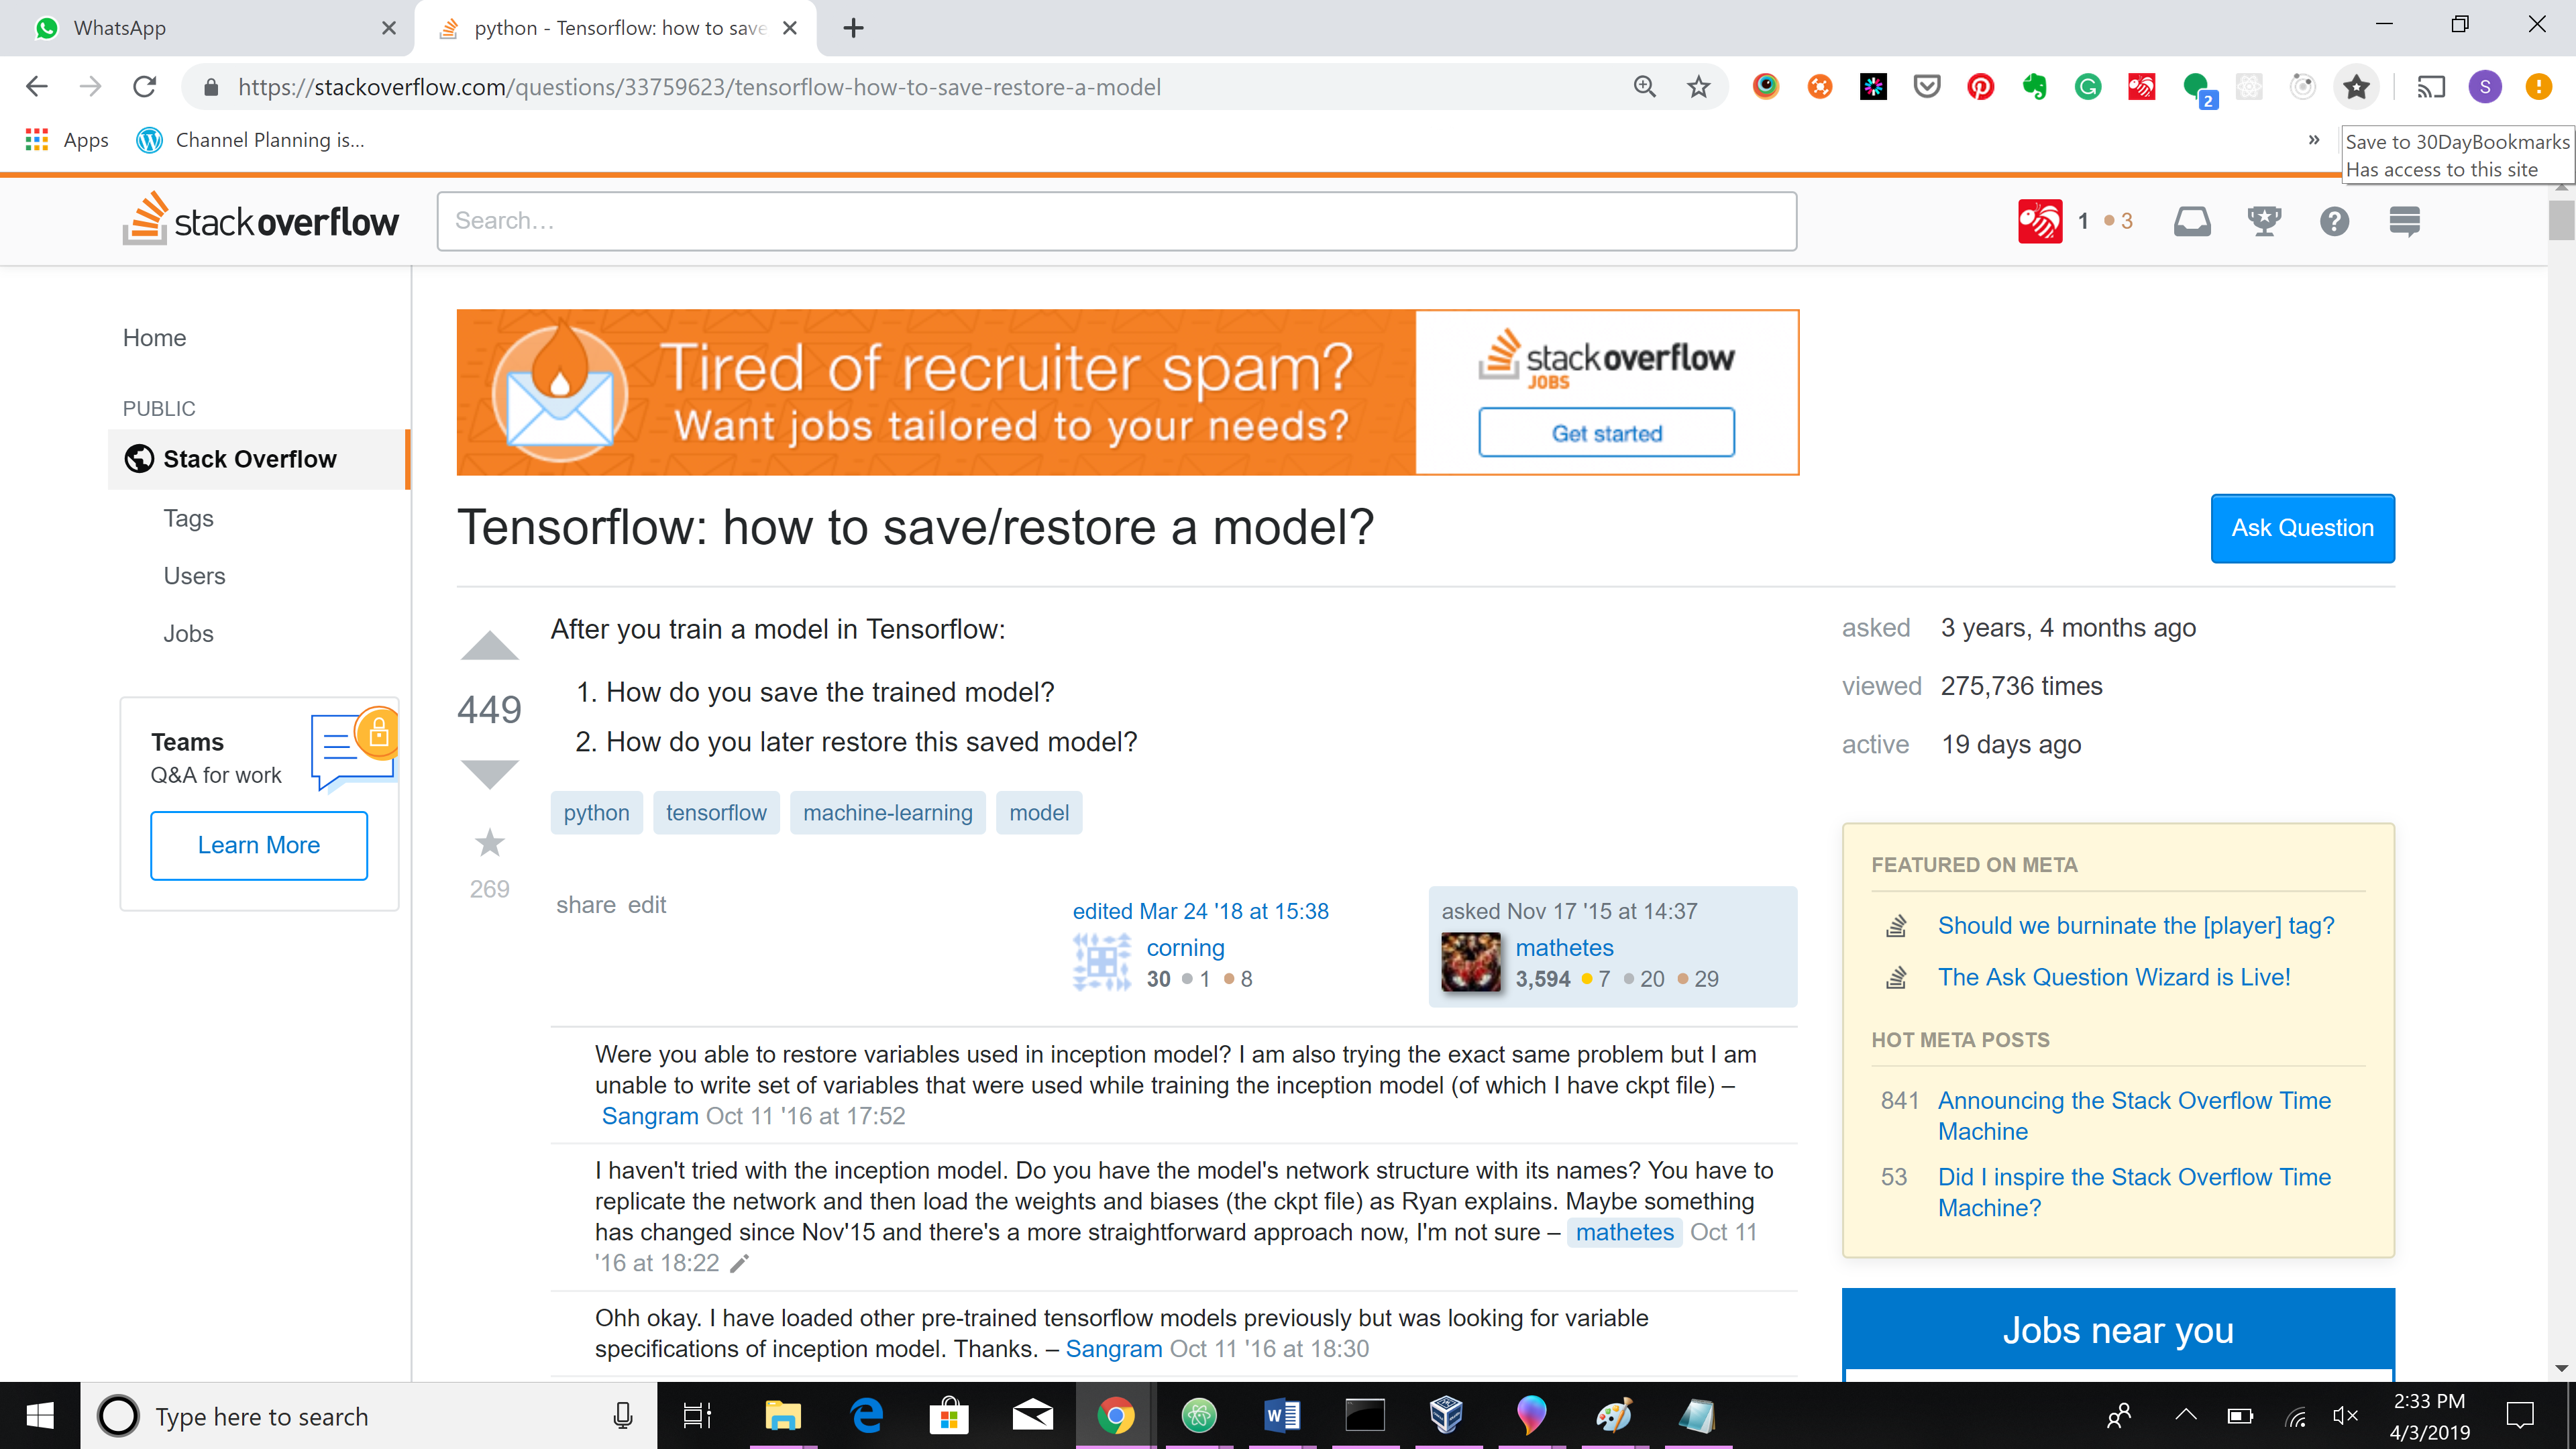 WhatsApp
python - Tensorflow: how to save
https://stackoverflow.com/questions/33759623/tensorflow-how-to-save-restore-a-model
S
2
Apps
Channel Planning is...
»
Save to 30DayBookmarks
Has access to this site
stackoverflow
Search…
1 ● 3
Home
PUBLIC
Stack Overflow
Tags
Users
Jobs
Teams
Q&A for work
Learn More
Tired of recruiter spam?
Want jobs tailored to your needs?
stackoverflow
JOBS
Get started
Tensorflow: how to save/restore a model?
Ask Question
After you train a model in Tensorflow:
1. How do you save the trained model?
2. How do you later restore this saved model?
449
269
python tensorflow machine-learning model
share edit
edited Mar 24 '18 at 15:38
corning
30 ● 1 ● 8
asked Nov 17 '15 at 14:37
mathetes
3,594 ● 7 ● 20 ● 29
Were you able to restore variables used in inception model? I am also trying the exact same problem but I am
unable to write set of variables that were used while training the inception model (of which I have ckpt file) –
Sangram Oct 11 '16 at 17:52
I haven't tried with the inception model. Do you have the model's network structure with its names? You have to
replicate the network and then load the weights and biases (the ckpt file) as Ryan explains. Maybe something
has changed since Nov'15 and there's a more straightforward approach now, I'm not sure – mathetes Oct 11
'16 at 18:22
Ohh okay. I have loaded other pre-trained tensorflow models previously but was looking for variable
specifications of inception model. Thanks. – Sangram Oct 11 '16 at 18:30
asked 3 years, 4 months ago
viewed 275,736 times
active 19 days ago
FEATURED ON META
Should we burninate the [player] tag?
The Ask Question Wizard is Live!
HOT META POSTS
841 Announcing the Stack Overflow Time
Machine
53 Did I inspire the Stack Overflow Time
Machine?
Jobs near you
Type here to search
2:33 PM
4/3/2019